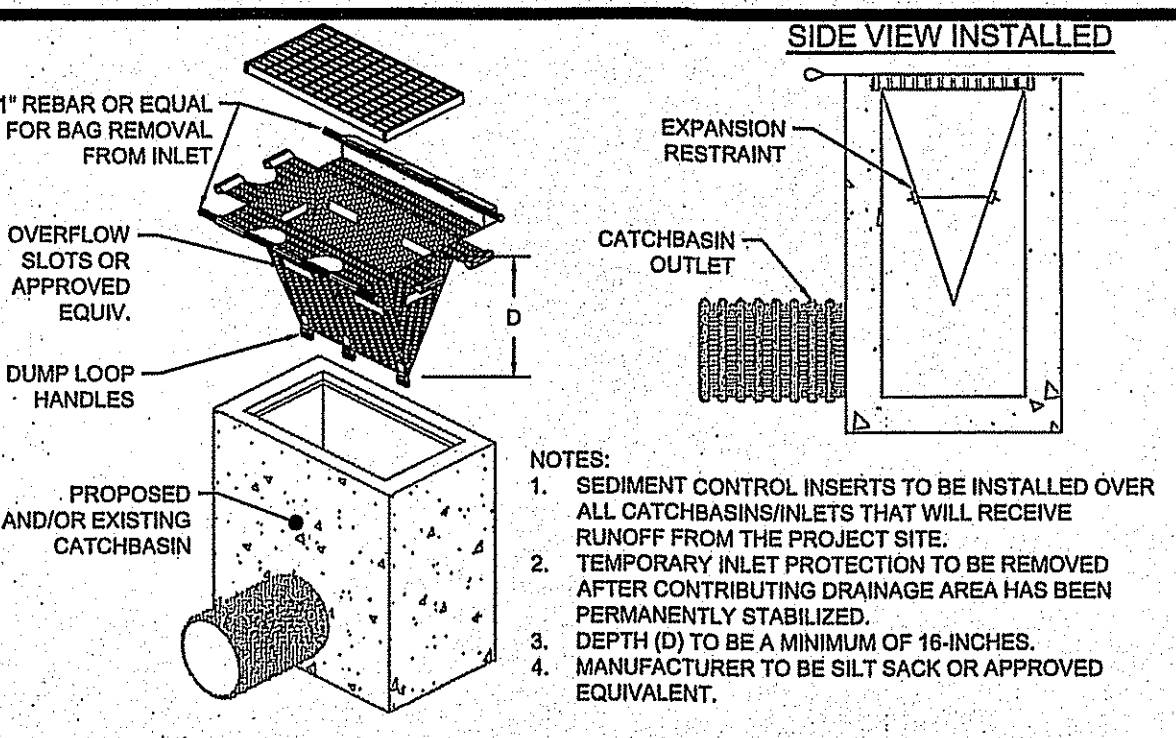 SIDE VIEW INSTALLED
1" REBAR OR EQUAL
FOR BAG REMOVAL
FROM INLET
OVERFLOW
SLOTS OR
APPROVED
EQUIV.
DUMP LOOP
HANDLES
D
PROPOSED
AND/OR EXISTING
CATCHBASIN
EXPANSION
RESTRAINT
CATCHBASIN
OUTLET
NOTES:
1. SEDIMENT CONTROL INSERTS TO BE INSTALLED OVER
ALL CATCHBASINS/INLETS THAT WILL RECEIVE
RUNOFF FROM THE PROJECT SITE.
2. TEMPORARY INLET PROTECTION TO BE REMOVED
AFTER CONTRIBUTING DRAINAGE AREA HAS BEEN
PERMANENTLY STABILIZED.
3. DEPTH (D) TO BE A MINIMUM OF 16-INCHES.
4. MANUFACTURER TO BE SILT SACK OR APPROVED
EQUIVALENT.